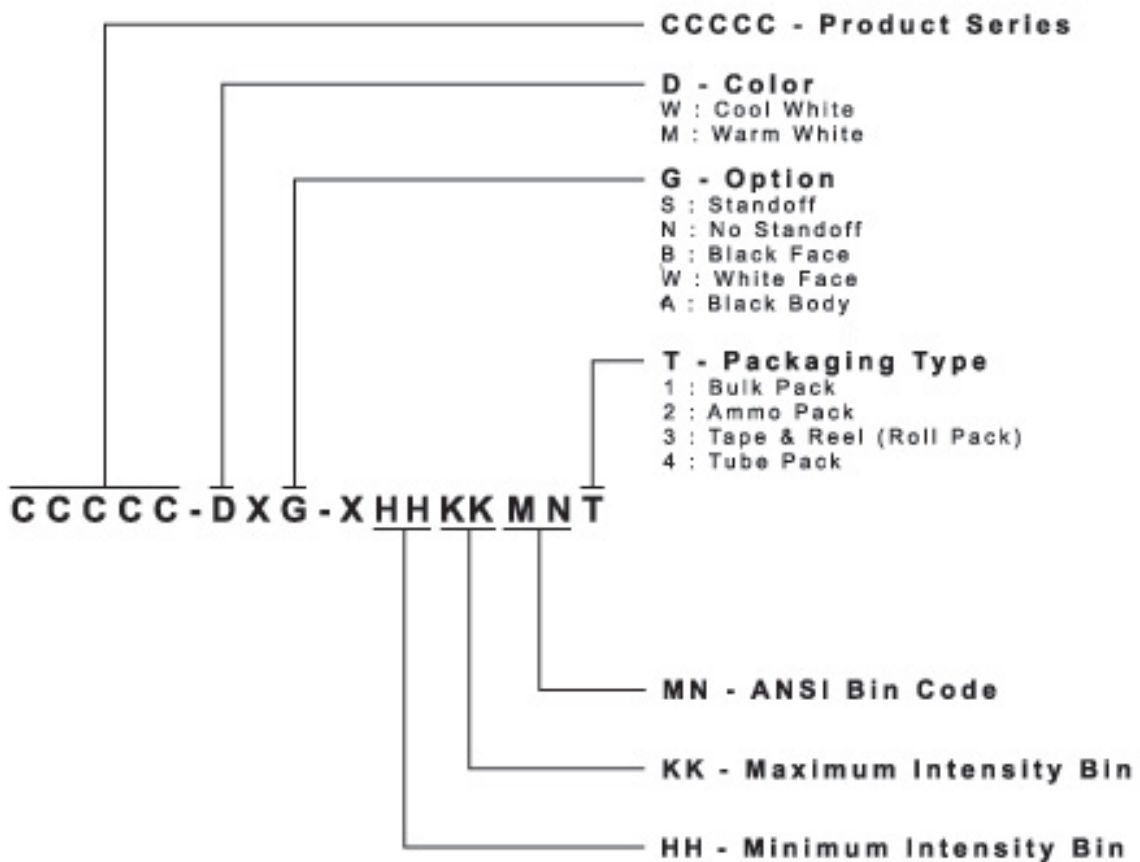 CCCCC - Product Series
D - Color
W : Cool White
M : Warm White
G - Option
S : Standoff
N : No Standoff
B : Black Face
W : White Face
A : Black Body
T - Packaging Type
1 : Bulk Pack
2 : Ammo Pack
3 : Tape & Reel (Roll Pack)
4 : Tube Pack
CCCCC-DXG-XHHKKMNT
MN - ANSI Bin Code
KK - Maximum Intensity Bin
HH - Minimum Intensity Bin